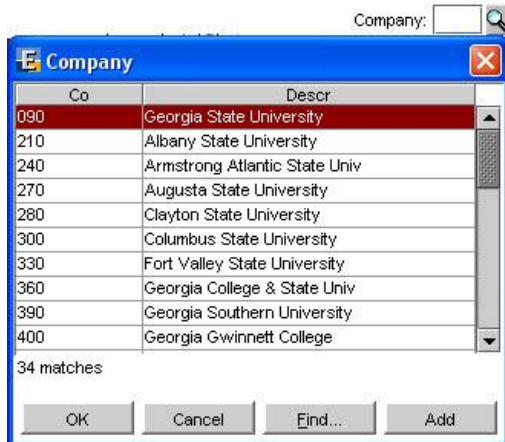 Company:
E Company
Co Descr
090 Georgia State University
210 Albany State University
240 Armstrong Atlantic State Univ
270 Augusta State University
280 Clayton State University
300 Columbus State University
330 Fort Valley State University
360 Georgia College & State Univ
390 Georgia Southern University
400 Georgia Gwinnett College
34 matches
OK Cancel Find... Add